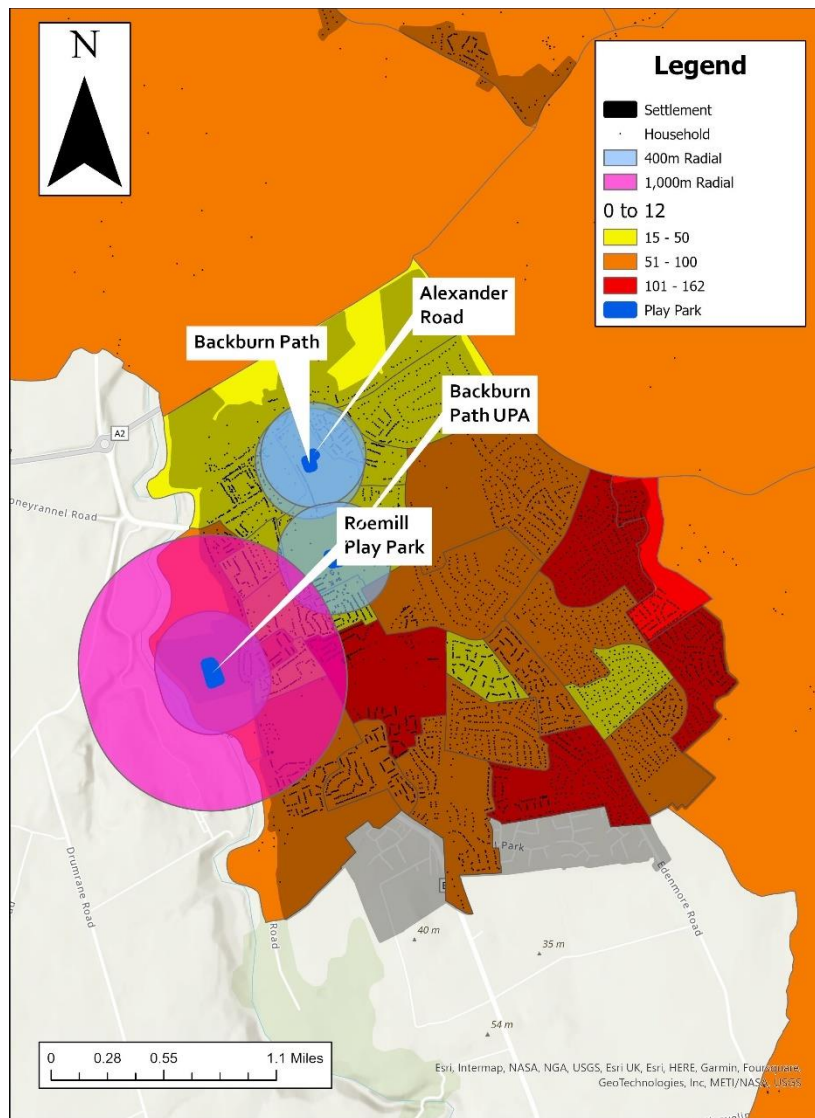 N
Legend
Settlement
Household
400m Radial
1,000m Radial
0 to 12
15 - 50
51 - 100
101 - 162
Play Park
Alexander
Road
Backburn Path
Backburn
Path UPA
A2
oneyrannel Road
Roemill
Play Park
Park
Drumrane Road
Edenmore Road
Road
40 m
35 m
54 m
0 0.28 0.55 1.1 Miles
Esri, Intermap, NASA, NGA, USGS, Esri UK, Esri, HERE, Garmin, Foursquare,
GeoTechnologies, Inc, METI/NASA, USGS